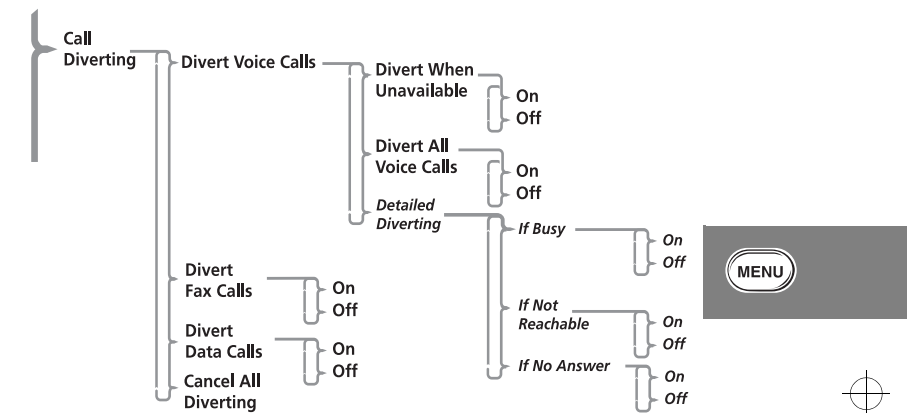 Call
Diverting
Divert Voice Calls
Divert When
Unavailable
On
Off
Divert All
Voice Calls
On
Off
Detailed
Diverting
If Busy
On
Off
If Not
Reachable
On
Off
If No Answer
On
Off
Divert
Fax Calls
On
Off
Divert
Data Calls
On
Off
Cancel All
Diverting
MENU